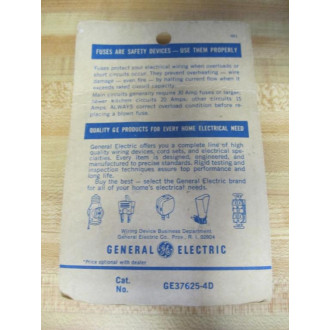 FUSES ARE SAFETY DEVICES — USE THEM PROPERLY
Fuses protect your electrical wiring when overloads or
short circuits occur. They prevent overheating — wire
damage — even fire — by halting current flow when it
exceeds rated circuit capacity.
Main circuits generally require 30 Amp fuses or larger,
lower kitchen circuits 20 Amps, other circuits 15
Amps. ALWAYS correct overload condition before re-
placing a blown fuse.
QUALITY GE PRODUCTS FOR EVERY HOME ELECTRICAL NEED
General Electric offers you a complete line of high
quality wiring devices, cord sets, and electrical spe-
cialties. Every item is designed, engineered, and
manufactured to precise standards. Rigid testing and
inspection techniques assure top performance and
long life.
Buy the best — select the General Electric brand
for all of your home's electrical needs.
Wiring Device Business Department
General Electric Co., Prov., R. I. 02904
GENERAL GE ELECTRIC
*Price optional with dealer
Cat.
No. GE37625-4D